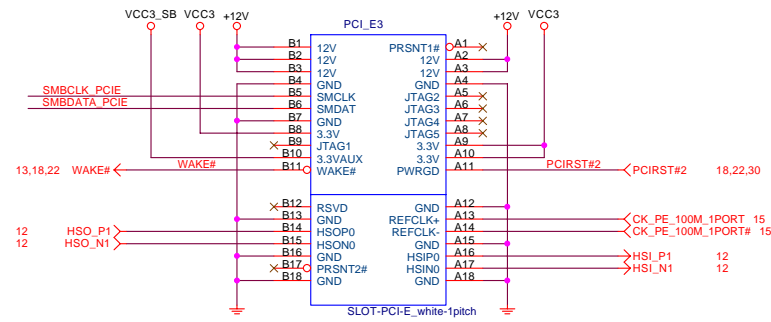 VCC3_SB VCC3 +12V PCI_E3 +12V VCC3
B1 12V PRSNT1# A1
B2 12V 12V A2
B3 12V 12V A3
B4 GND GND A4
SMBCLK_PCIE B5 SMCLK JTAG2 A5
SMBDATA_PCIE B6 SMDAT JTAG3 A6
B7 GND JTAG4 A7
B8 3.3V JTAG5 A8
B9 JTAG1 3.3V A9
B10 3.3VAUX 3.3V A10
13,18,22 WAKE# WAKE# B11 WAKE# PWRGD A11 PCIRST#2 PCIRST#2 18,22,30
B12 RSVD GND A12
B13 GND REFCLK+ A13 CK_PE_100M_1PORT 15
12 HSO_P1 B14 HSOP0 REFCLK- A14 CK_PE_100M_1PORT# 15
12 HSO_N1 B15 HSON0 GND A15
B16 GND HSIP0 A16 HSI_P1 12
B17 PRSNT2# HSIN0 A17 HSI_N1 12
B18 GND GND A18
SLOT-PCI-E_white-1pitch